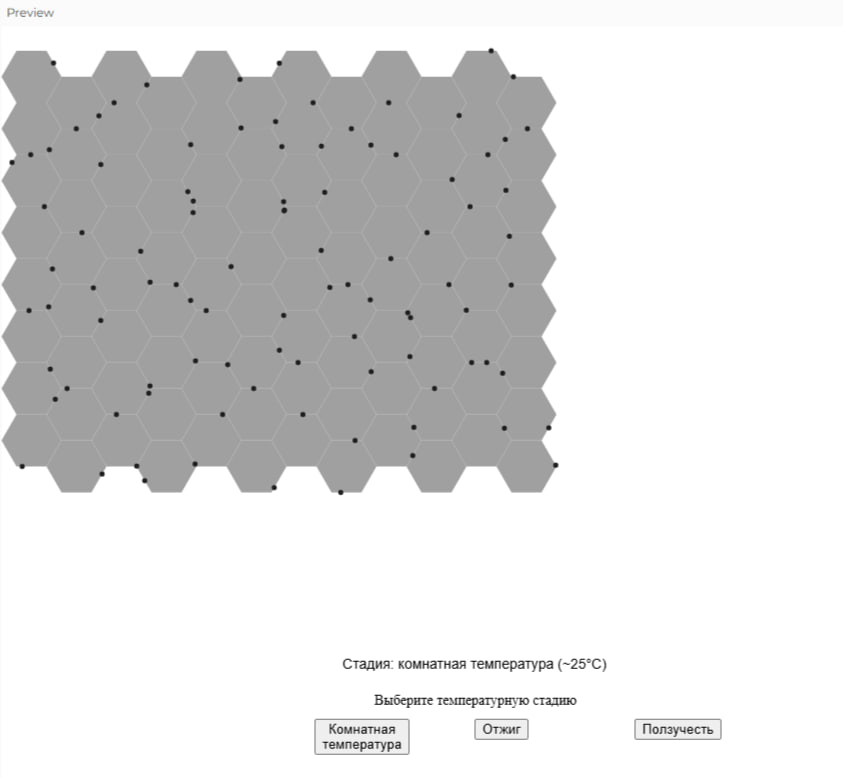 Preview
Стадия: комнатная температура (~25°C)
Выберите температурную стадию
Комнатная
температура
Отжиг
Ползучесть